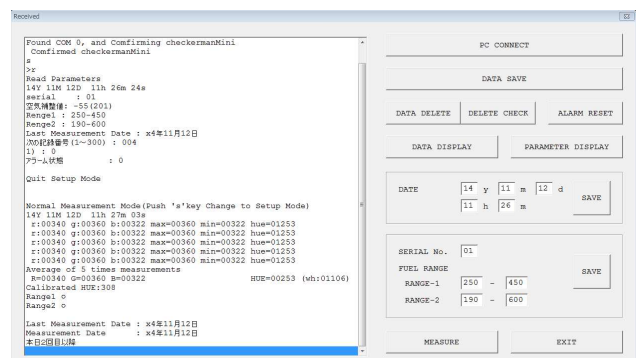 Received
Found COM 0, and Comfirming checkermanMini
Comfirmed checkermanMini
s
>r
Read Parameters
14Y 11M 12D 11h 26m 24s
serial : 01
空気補整値: -55(201)
Renge1 : 250-450
Renge2 : 190-600
Last Measurement Date : x4年11月12日
次の記録番号(1~300) : 004
1) : 0
アラーム状態 : 0
Quit Setup Mode
Normal Measurement Mode(Push 's'key Change to Setup Mode)
14Y 11M 12D 11h 27m 03s
r:00340 g:00360 b:00322 max=00360 min=00322 hue=01253
r:00340 g:00360 b:00322 max=00360 min=00322 hue=01253
r:00340 g:00360 b:00322 max=00360 min=00322 hue=01253
r:00340 g:00360 b:00322 max=00360 min=00322 hue=01253
r:00340 g:00360 b:00322 max=00360 min=00322 hue=01253
Average of 5 times measurements
R=00340 G=00360 B=00322 HUE=00253 (wh:01106)
Calibrated HUE:308
Range1 o
Range2 o
Last Measurement Date : x4年11月12日
Measurement Date : x4年11月12日
本日2回目以降
PC CONNECT
DATA SAVE
DATA DELETE DELETE CHECK ALARM RESET
DATA DISPLAY PARAMETER DISPLAY
DATE 14 y 11 m 12 d
11 h 26 m
SAVE
SERIAL No. 01
FUEL RANGE
SAVE
RANGE-1 250 - 450
RANGE-2 190 - 600
MEASURE EXIT